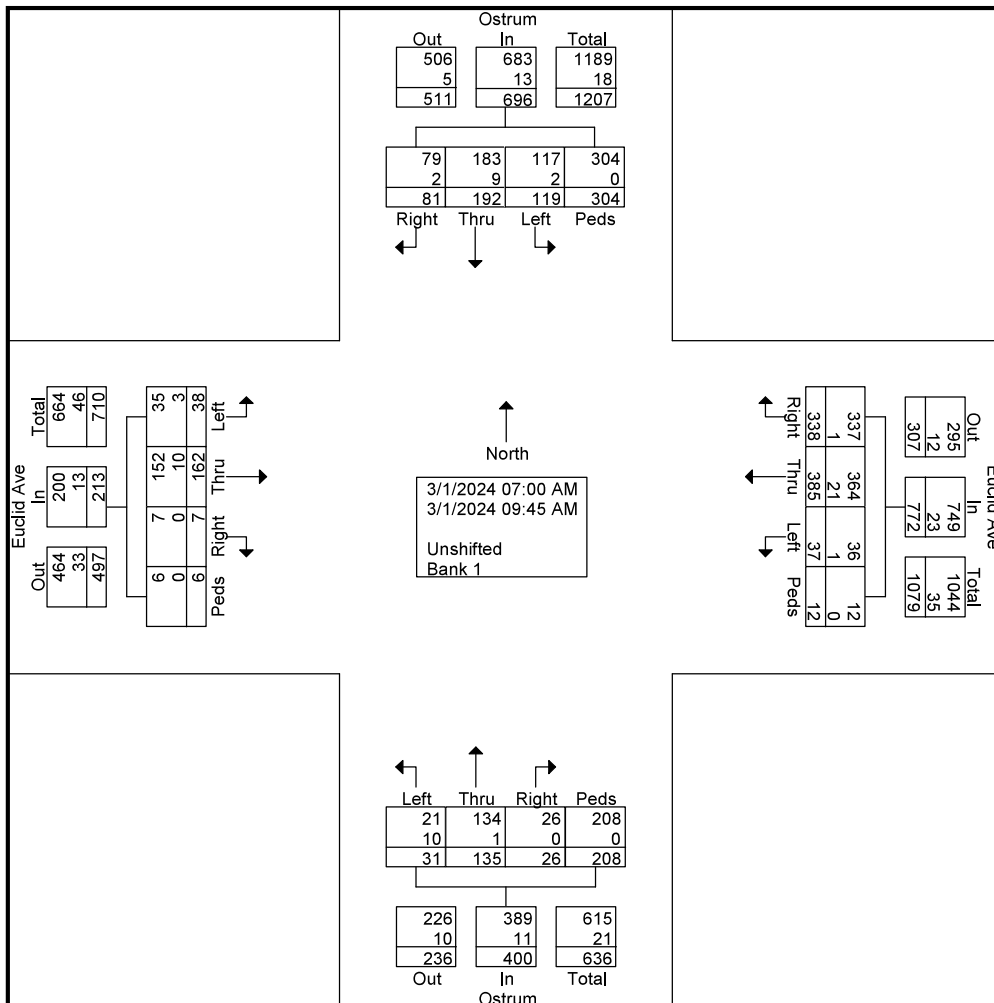 Ostrum
Out In Total
506 683 1189
5 13 18
511 696 1207
79 183 117 304
2 9 2 0
81 192 119 304
Right Thru Left Peds
Euclid Ave
Total In Out
664 200 464
46 13 33
710 213 497
35 152 7 6
3 10 0 0
38 162 7 6
Left Thru Right Peds
North
3/1/2024 07:00 AM
3/1/2024 09:45 AM
Unshifted
Bank 1
Euclid Ave
Out In Total
295 749 1044
12 23 35
307 772 1079
337 364 36 12
1 21 1 0
338 385 37 12
Right Thru Left Peds
Left Thru Right Peds
21 134 26 208
10 1 0 0
31 135 26 208
226 389 615
10 11 21
236 400 636
Out In Total
Ostrum